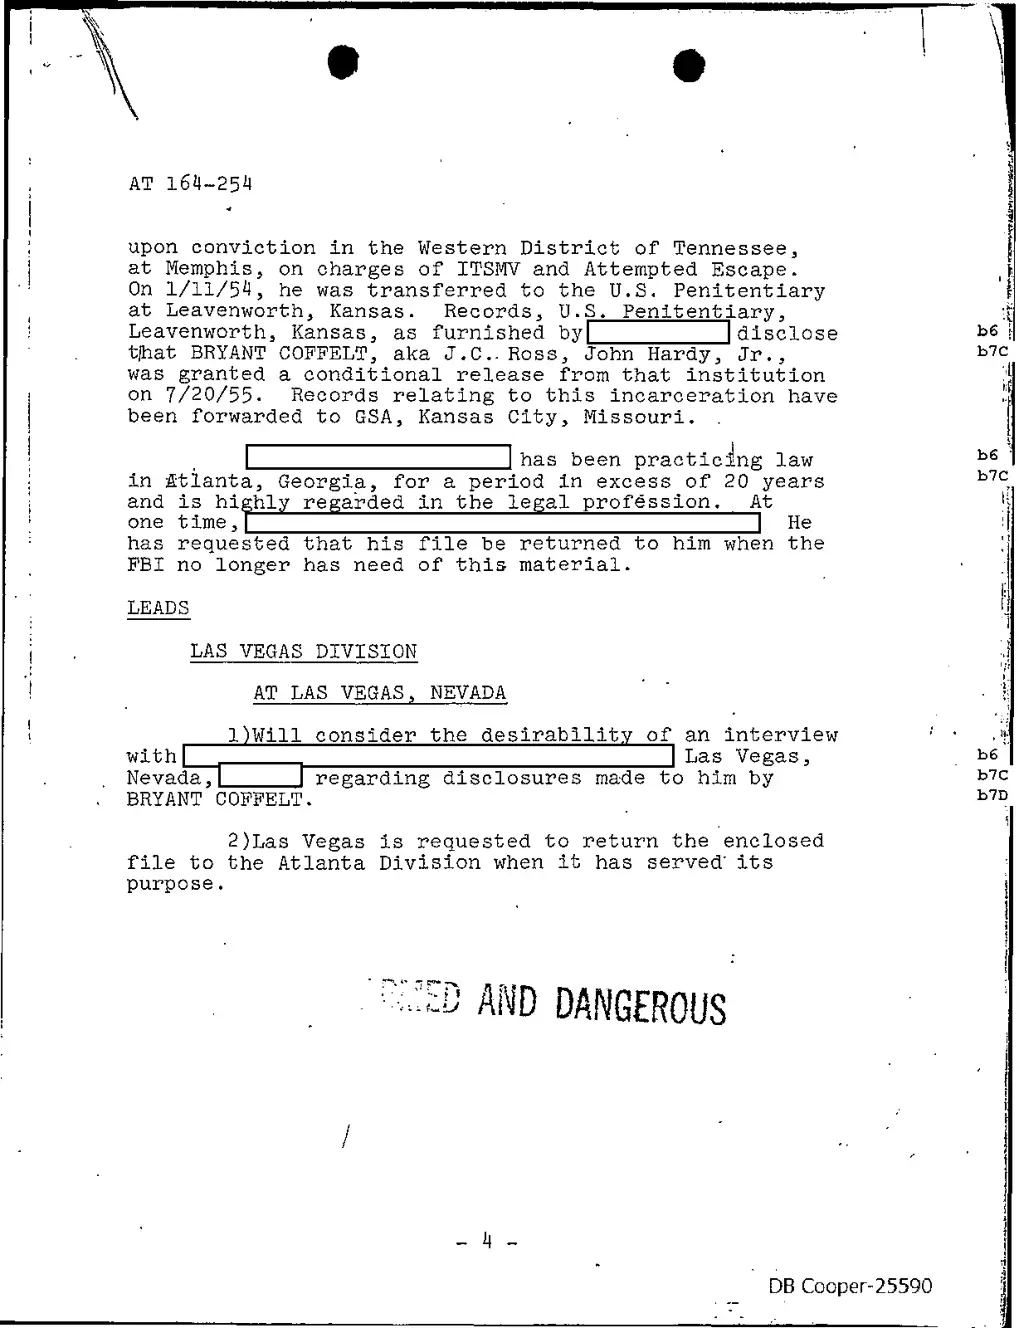 AT 164-254
upon conviction in the Western District of Tennessee,
at Memphis, on charges of ITSMV and Attempted Escape.
On 1/11/54, he was transferred to the U.S. Penitentiary
at Leavenworth, Kansas. Records, U.S. Penitentiary,
Leavenworth, Kansas, as furnished by disclose
that BRYANT COFFELT, aka J.C. Ross, John Hardy, Jr.,
was granted a conditional release from that institution
on 7/20/55. Records relating to this incarceration have
been forwarded to GSA, Kansas City, Missouri.
b6
b7C
has been practicing law
in Atlanta, Georgia, for a period in excess of 20 years
and is highly regarded in the legal profession. At
one time, He
has requested that his file be returned to him when the
FBI no longer has need of this material.
b6
b7C
LEADS
LAS VEGAS DIVISION
AT LAS VEGAS, NEVADA
1)Will consider the desirability of an interview
with Las Vegas,
Nevada, regarding disclosures made to him by
BRYANT COFFELT.
b6
b7C
b7D
2)Las Vegas is requested to return the enclosed
file to the Atlanta Division when it has served its
purpose.
AND DANGEROUS
- 4 -
DB Cooper-25590